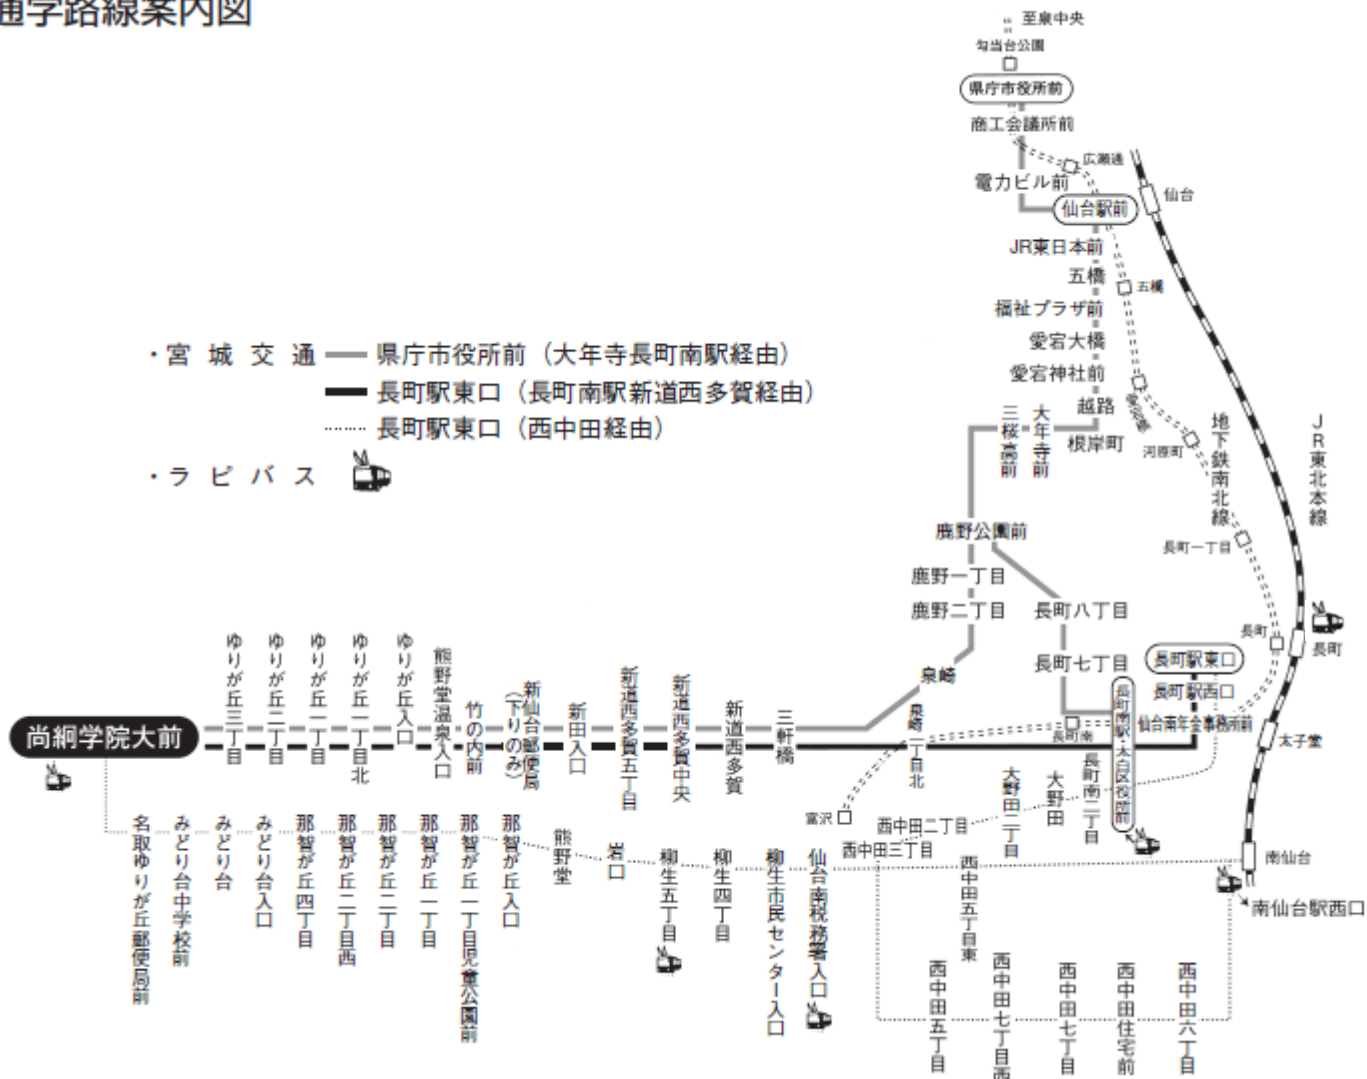 通学路線案内図
至泉中央
勾当台公園
県庁市役所前
商工会議所前
広瀬通
電力ビル前
仙台駅前
仙台
JR東日本前
五橋
五橋
福祉プラザ前
愛宕大橋
愛宕神社前
越路
根岸町
大年寺前
三桜高前
河原町
地下鉄南北線
JR東北本線
・宮城交通
県庁市役所前（大年寺長町南駅経由）
長町駅東口（長町南駅新道西多賀経由）
長町駅東口（西中田経由）
・ラビバス
鹿野公園前
長町一丁目
鹿野一丁目
鹿野二丁目
長町八丁目
長町七丁目
長町
長町
長町駅東口
長町駅西口
仙台南年金事務所前
太子堂
泉崎
泉崎一丁目北
長町南
長町南駅・太白区役所前
尚絅学院大前
ゆりが丘三丁目
ゆりが丘二丁目
ゆりが丘一丁目
ゆりが丘一丁目北
ゆりが丘入口
熊野堂温泉入口
竹の内前
新仙台郵便局
（下りのみ）
新田入口
新道西多賀五丁目
新道西多賀中央
新道西多賀
三軒橋
富沢
大野田二丁目
大野田
長町南二丁目
西中田二丁目
西中田三丁目
名取ゆりが丘郵便局前
みどり台中学校前
みどり台
みどり台入口
那智が丘四丁目
那智が丘二丁目西
那智が丘二丁目
那智が丘一丁目
那智が丘一丁目児童公園前
那智が丘入口
熊野堂
岩口
柳生五丁目
柳生四丁目
柳生市民センター入口
仙台南税務署入口
西中田五丁目東
南仙台
南仙台駅西口
西中田五丁目
西中田七丁目西
西中田七丁目
西中田住宅前
西中田六丁目